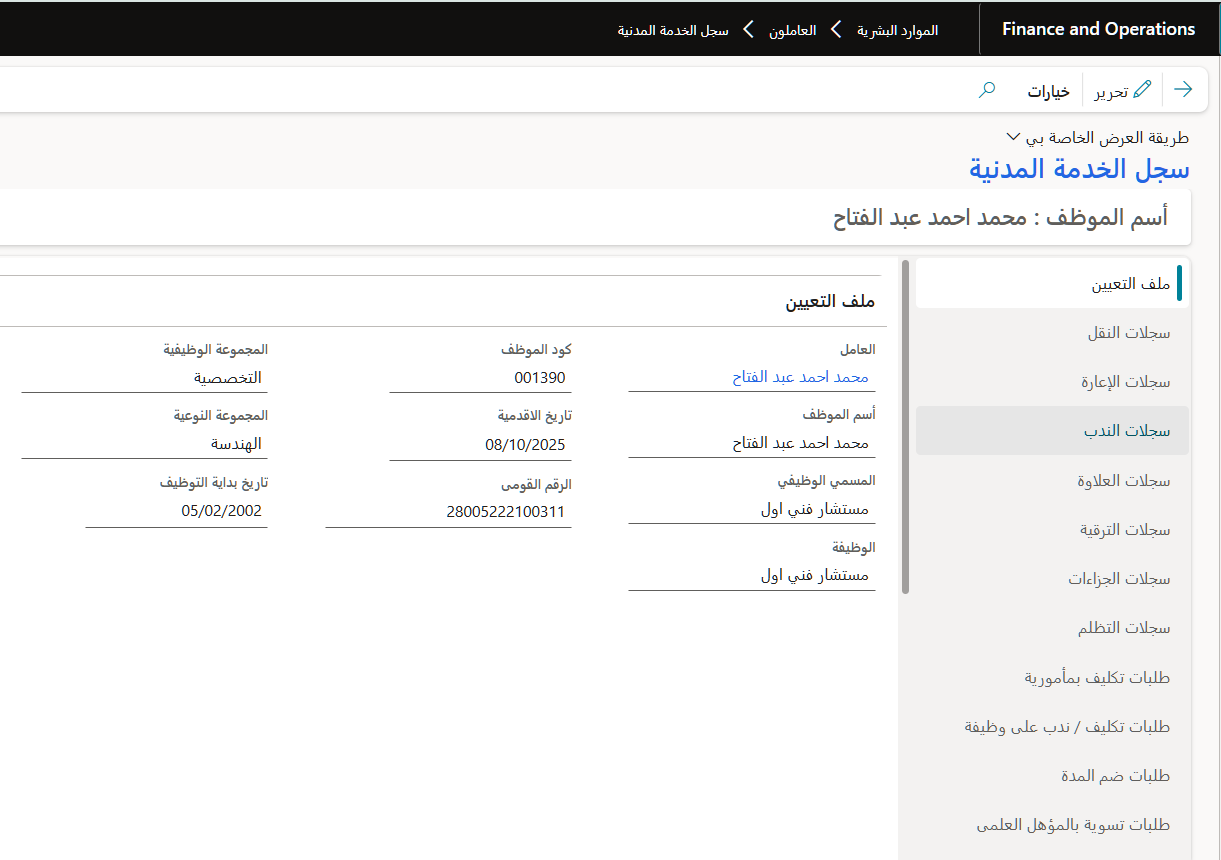 Finance and Operations
الموارد البشرية
العاملون
سجل الخدمة المدنية
تحرير
خيارات
طريقة العرض الخاصة بي
سجل الخدمة المدنية
أسم الموظف : محمد احمد عبد الفتاح
ملف التعيين
سجلات النقل
سجلات الإعارة
سجلات الندب
سجلات العلاوة
سجلات الترقية
سجلات الجزاءات
سجلات التظلم
طلبات تكليف بمأمورية
طلبات تكليف / ندب على وظيفة
طلبات ضم المدة
طلبات تسوية بالمؤهل العلمى
ملف التعيين
العامل
محمد احمد عبد الفتاح
أسم الموظف
محمد احمد عبد الفتاح
المسمي الوظيفي
مستشار فني اول
الوظيفة
مستشار فني اول
كود الموظف
001390
تاريخ الاقدمية
08/10/2025
الرقم القومى
28005222100311
المجموعة الوظيفية
التخصصية
المجموعة النوعية
الهندسة
تاريخ بداية التوظيف
05/02/2002